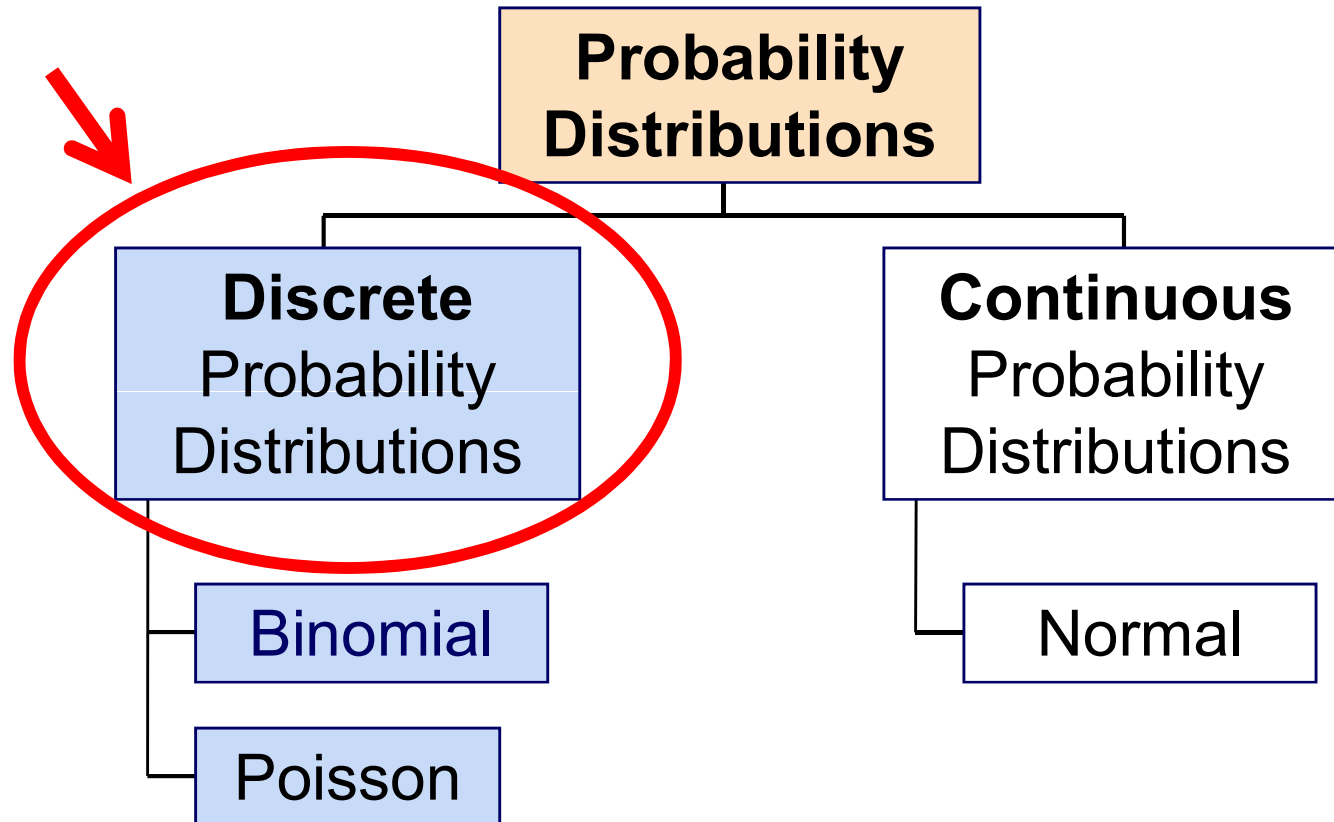 Probability
Distributions
Discrete
Probability
Distributions
Continuous
Probability
Distributions
Binomial
Normal
Poisson